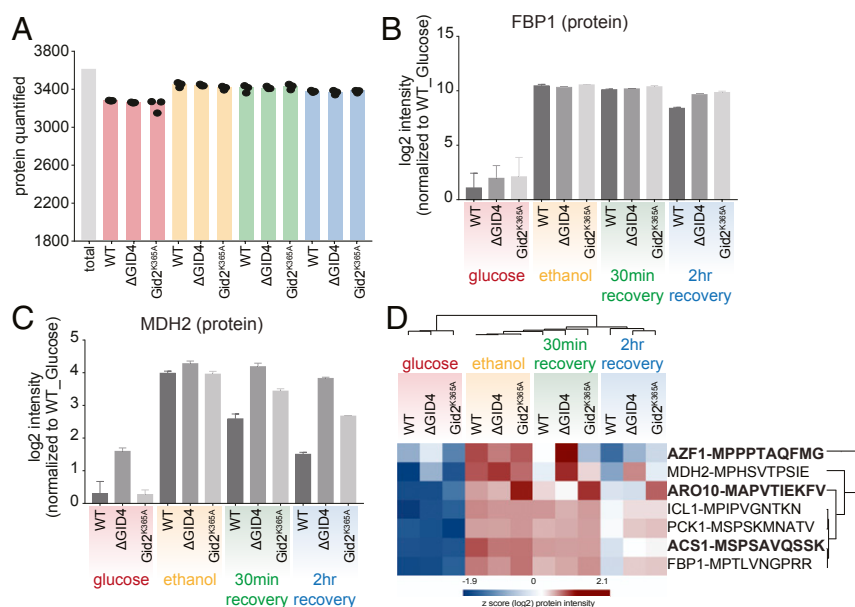 A
protein quantified
3800
3400
3000
2600
2200
1800
total
WT
ΔGID4
Gid2K365A
WT
ΔGID4
Gid2K365A
WT
ΔGID4
Gid2K365A
WT
ΔGID4
Gid2K365A
B
FBP1 (protein)
log2 intensity
(normalized to WT_Glucose)
15
10
5
0
WT
ΔGID4
Gid2K365A
WT
ΔGID4
Gid2K365A
WT
ΔGID4
Gid2K365A
WT
ΔGID4
Gid2K365A
glucose
ethanol
30min
recovery
2hr
recovery
C
MDH2 (protein)
log2 intensity
(normalized to WT_Glucose)
5
4
3
2
1
0
WT
ΔGID4
Gid2K365A
WT
ΔGID4
Gid2K365A
WT
ΔGID4
Gid2K365A
WT
ΔGID4
Gid2K365A
glucose
ethanol
30min
recovery
2hr
recovery
D
glucose
ethanol
30min
recovery
2hr
recovery
WT
ΔGID4
Gid2K365A
WT
ΔGID4
Gid2K365A
WT
ΔGID4
Gid2K365A
WT
ΔGID4
Gid2K365A
AZF1-MPPPTAQFMG
MDH2-MPHSVTPSIE
ARO10-MAPVTIEKFV
ICL1-MPIPVGNTKN
PCK1-MSPSKMNATV
ACS1-MSPSAVQSSK
FBP1-MPTLVNGPRR
-1.9
0
2.1
z score (log2) protein intensity